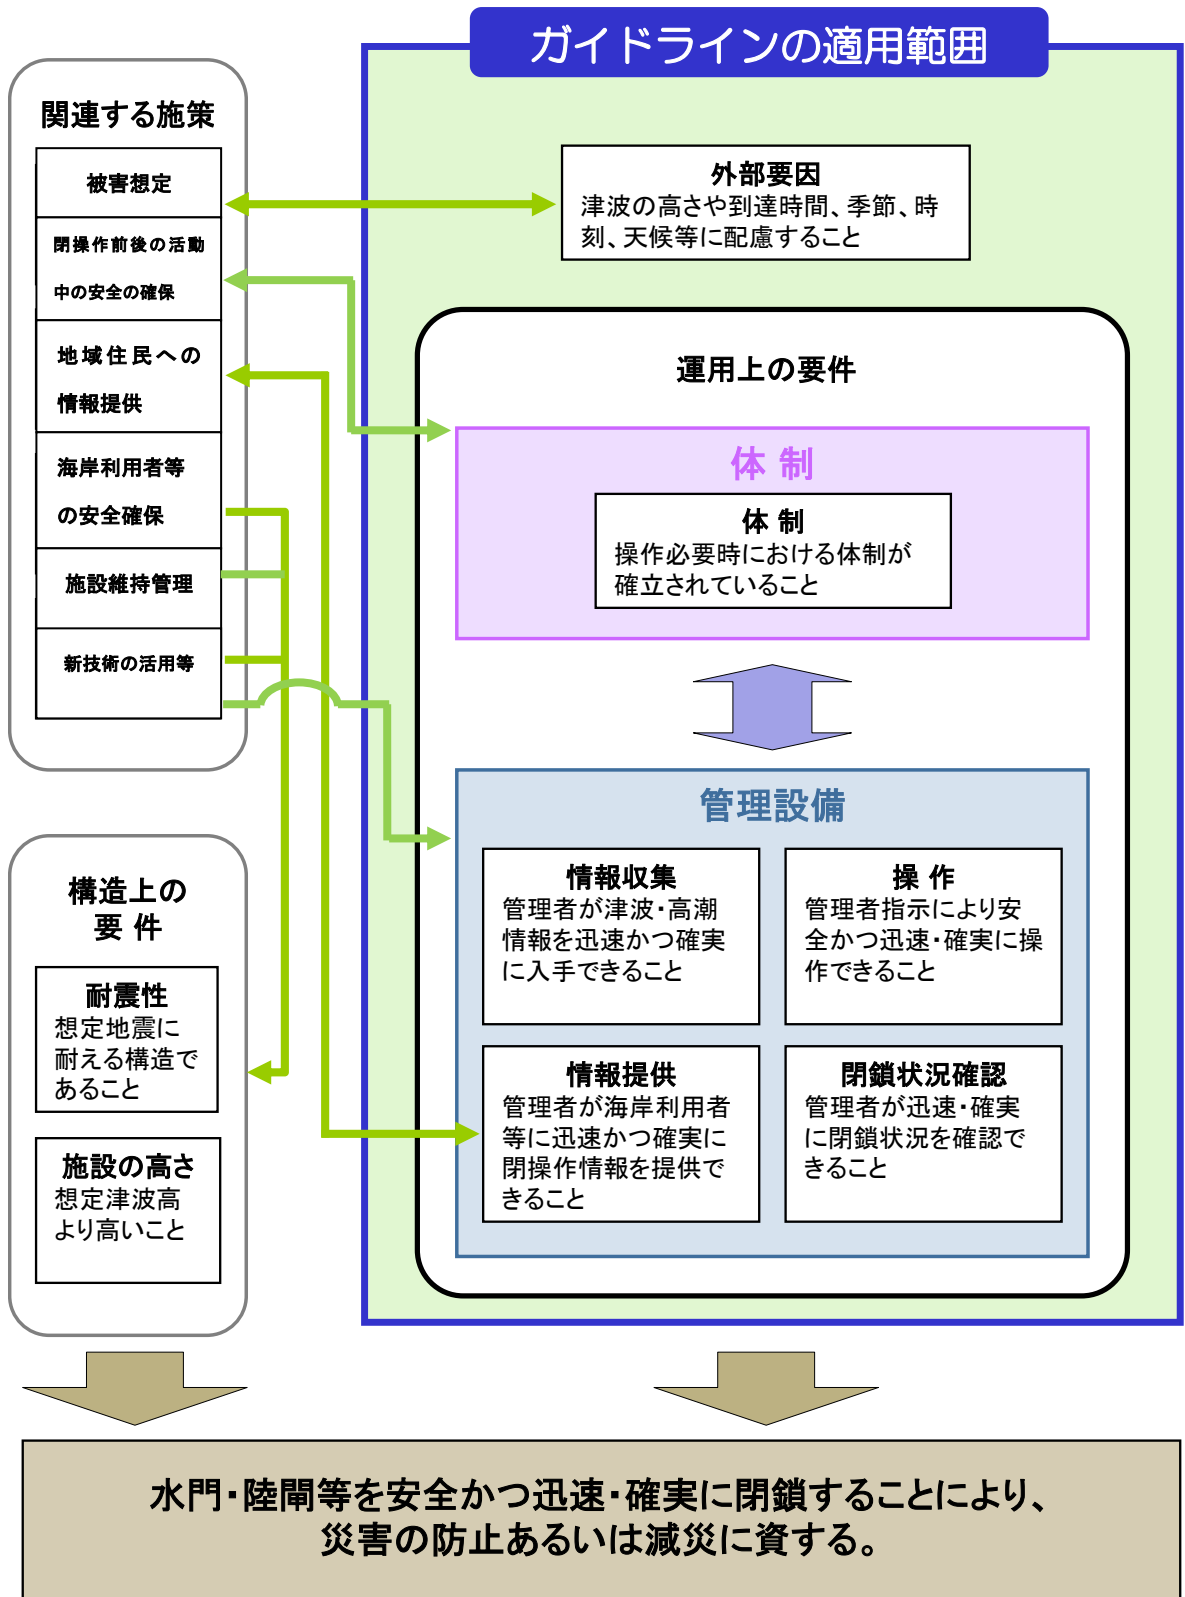 ガイドラインの適用範囲
関連する施策
被害想定
閉操作前後の活動
中の安全の確保
地域住民への
情報提供
海岸利用者等
の安全確保
施設維持管理
新技術の活用等
外部要因
津波の高さや到達時間、季節、時
刻、天候等に配慮すること
運用上の要件
体 制
体 制
操作必要時における体制が
確立されていること
管理設備
情報収集
管理者が津波・高潮
情報を迅速かつ確実
に入手できること
操 作
管理者指示により安
全かつ迅速・確実に操
作できること
情報提供
管理者が海岸利用者
等に迅速かつ確実に
閉操作情報を提供で
きること
閉鎖状況確認
管理者が迅速・確実
に閉鎖状況を確認で
きること
構造上の
要 件
耐震性
想定地震に
耐える構造で
あること
施設の高さ
想定津波高
より高いこと
水門・陸閘等を安全かつ迅速・確実に閉鎖することにより、
災害の防止あるいは減災に資する。